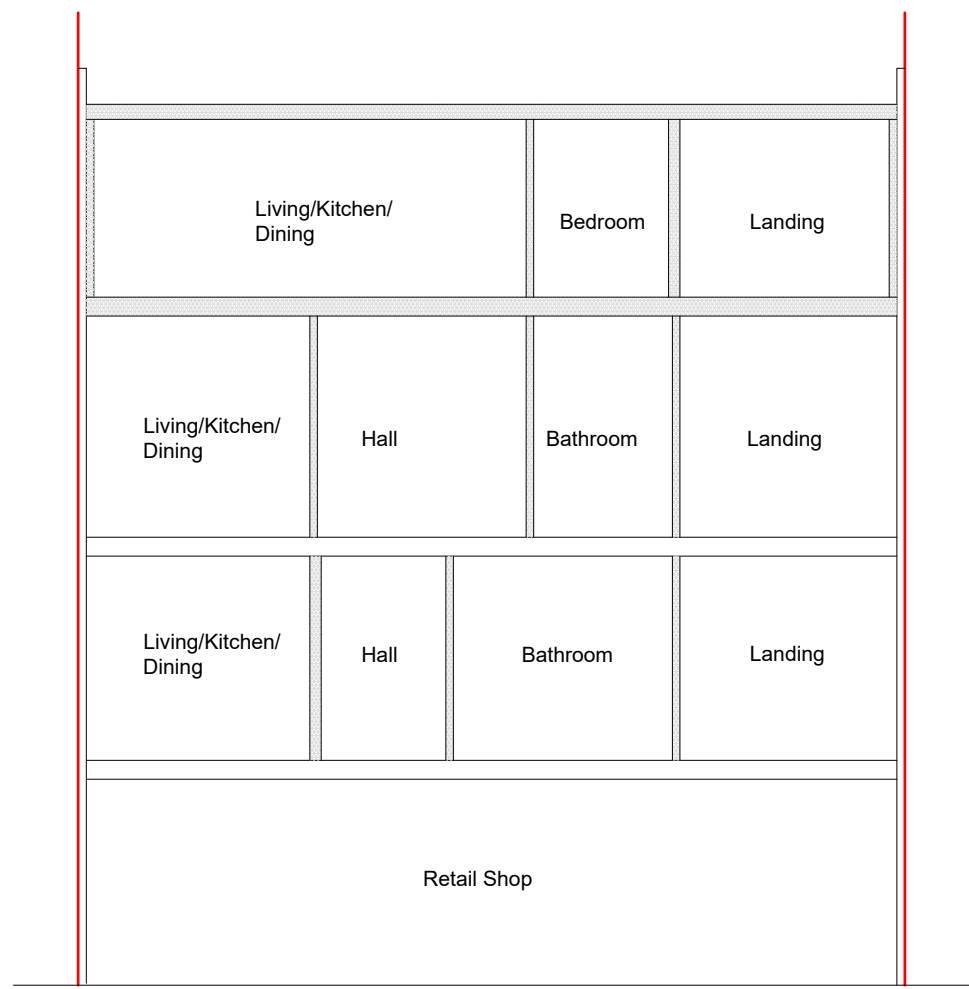 Living/Kitchen/
Dining
Bedroom
Landing
Living/Kitchen/
Dining
Hall
Bathroom
Landing
Living/Kitchen/
Dining
Hall
Bathroom
Landing
Retail Shop